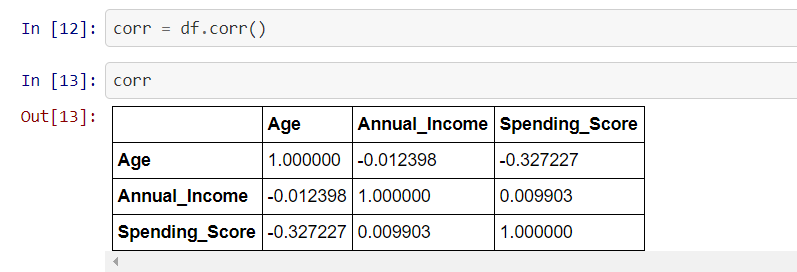 In [12]: corr = df.corr()
In [13]: corr
Out[13]:
Age Annual_Income Spending_Score
Age 1.000000 -0.012398 -0.327227
Annual_Income -0.012398 1.000000 0.009903
Spending_Score -0.327227 0.009903 1.000000